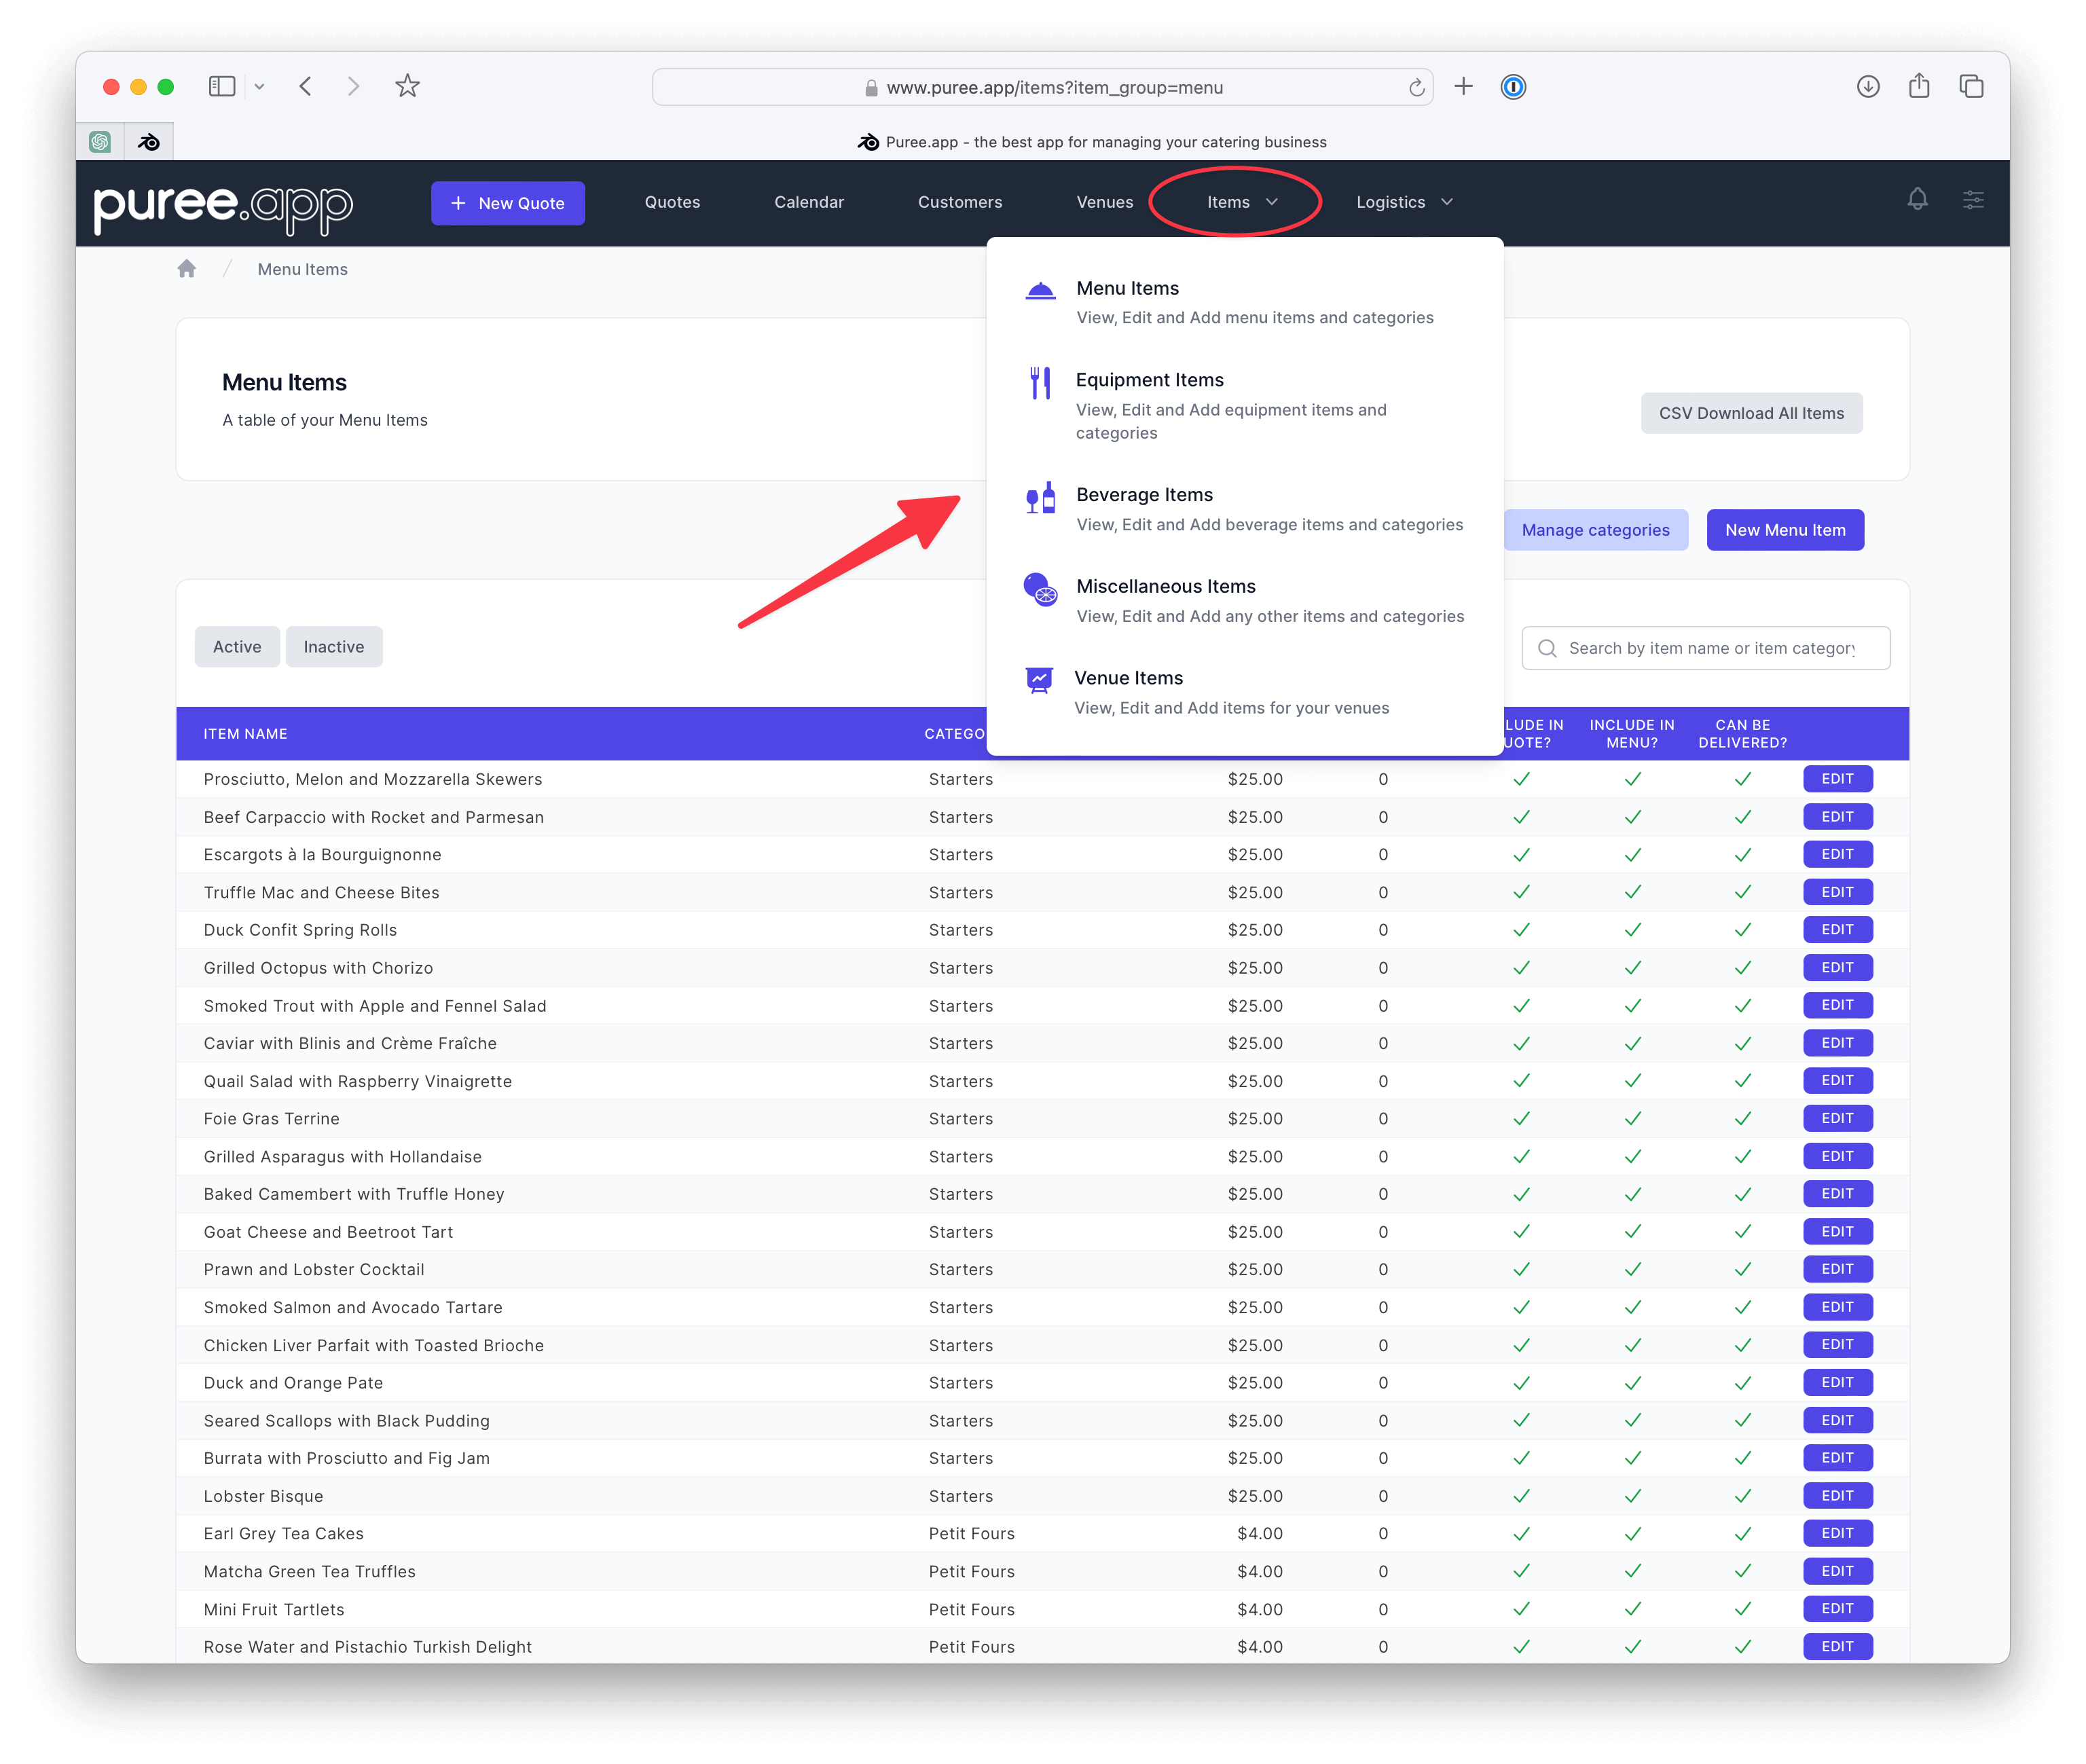 www.puree.app/items?item_group=menu
Puree.app - the best app for managing your catering business
puree.app
New Quote
Quotes
Calendar
Customers
Venues
Items
Logistics
Menu Items
Menu Items
A table of your Menu Items
CSV Download All Items
Menu Items
View, Edit and Add menu items and categories
Equipment Items
View, Edit and Add equipment items and
categories
Beverage Items
View, Edit and Add beverage items and categories
Miscellaneous Items
View, Edit and Add any other items and categories
Venue Items
View, Edit and Add items for your venues
Manage categories
New Menu Item
Active
Inactive
Search by item name or item category
ITEM NAME CATEGO LUDE IN UOTE? INCLUDE IN MENU? CAN BE DELIVERED?
Prosciutto, Melon and Mozzarella Skewers Starters $25.00 0 EDIT
Beef Carpaccio with Rocket and Parmesan Starters $25.00 0 EDIT
Escargots à la Bourguignonne Starters $25.00 0 EDIT
Truffle Mac and Cheese Bites Starters $25.00 0 EDIT
Duck Confit Spring Rolls Starters $25.00 0 EDIT
Grilled Octopus with Chorizo Starters $25.00 0 EDIT
Smoked Trout with Apple and Fennel Salad Starters $25.00 0 EDIT
Caviar with Blinis and Crème Fraîche Starters $25.00 0 EDIT
Quail Salad with Raspberry Vinaigrette Starters $25.00 0 EDIT
Foie Gras Terrine Starters $25.00 0 EDIT
Grilled Asparagus with Hollandaise Starters $25.00 0 EDIT
Baked Camembert with Truffle Honey Starters $25.00 0 EDIT
Goat Cheese and Beetroot Tart Starters $25.00 0 EDIT
Prawn and Lobster Cocktail Starters $25.00 0 EDIT
Smoked Salmon and Avocado Tartare Starters $25.00 0 EDIT
Chicken Liver Parfait with Toasted Brioche Starters $25.00 0 EDIT
Duck and Orange Pate Starters $25.00 0 EDIT
Seared Scallops with Black Pudding Starters $25.00 0 EDIT
Burrata with Prosciutto and Fig Jam Starters $25.00 0 EDIT
Lobster Bisque Starters $25.00 0 EDIT
Earl Grey Tea Cakes Petit Fours $4.00 0 EDIT
Matcha Green Tea Truffles Petit Fours $4.00 0 EDIT
Mini Fruit Tartlets Petit Fours $4.00 0 EDIT
Rose Water and Pistachio Turkish Delight Petit Fours $4.00 0 EDIT